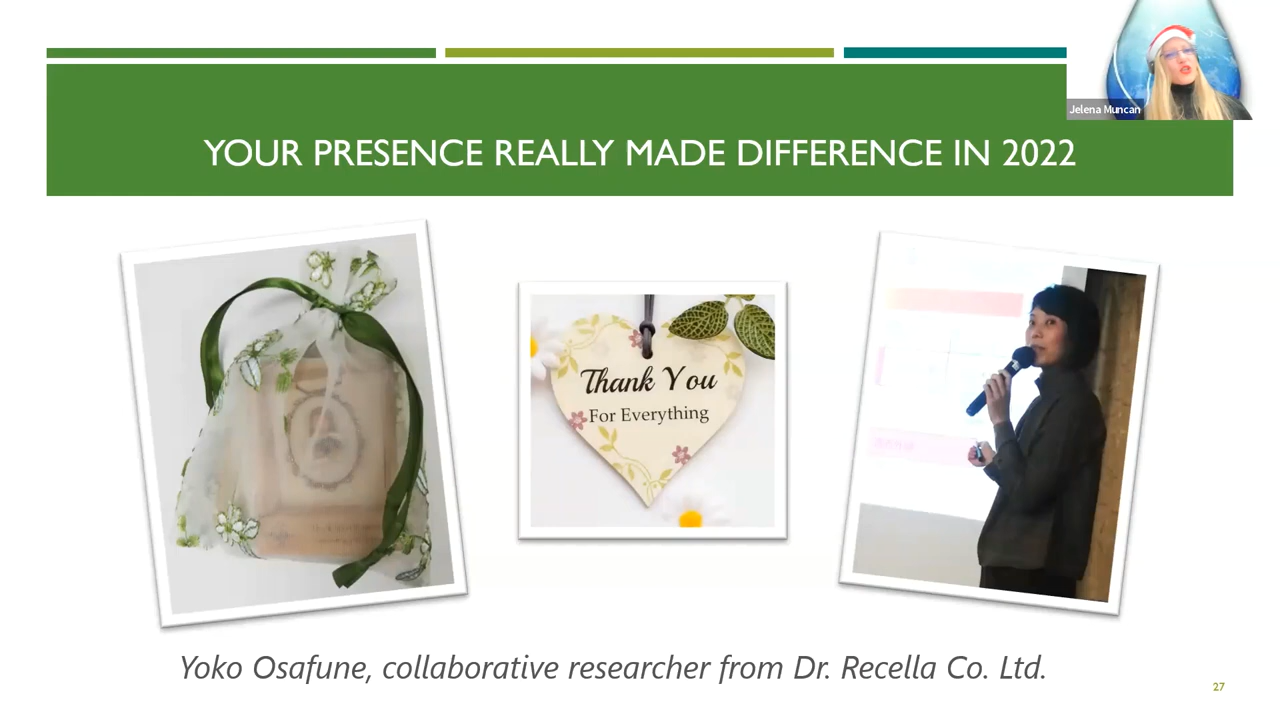 Jelena Muncan
YOUR PRESENCE REALLY MADE DIFFERENCE IN 2022
Thank You
For Everything
Yoko Osafune, collaborative researcher from Dr. Recella Co. Ltd.
27